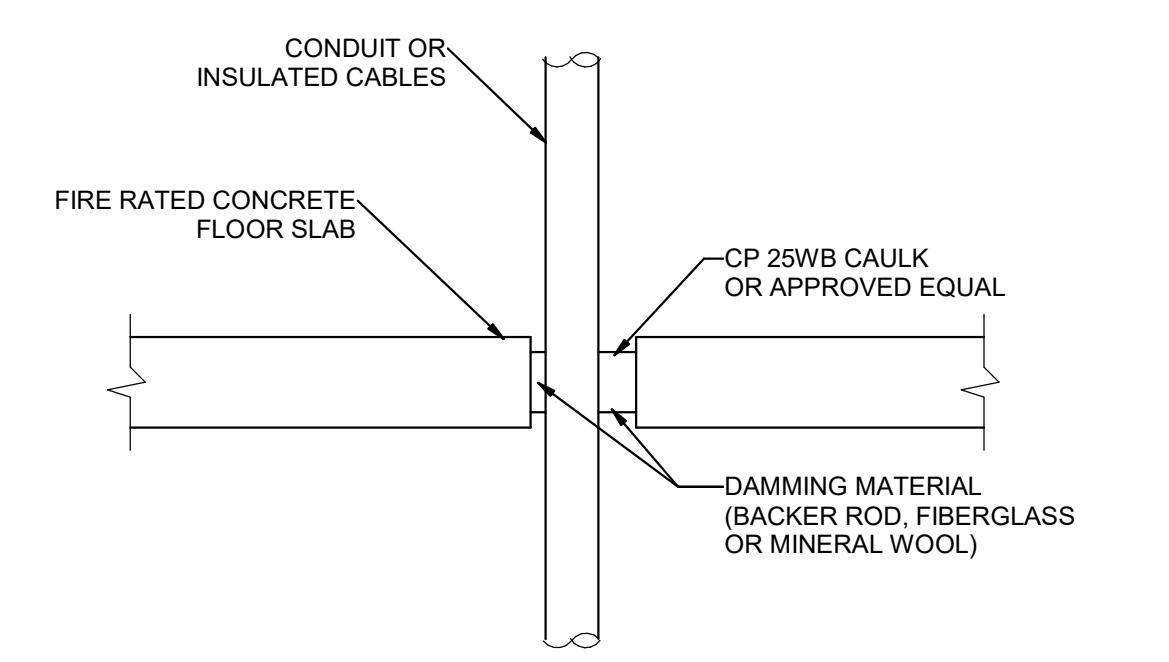 CONDUIT OR
INSULATED CABLES
FIRE RATED CONCRETE
FLOOR SLAB
CP 25WB CAULK
OR APPROVED EQUAL
DAMMING MATERIAL
(BACKER ROD, FIBERGLASS
OR MINERAL WOOL)